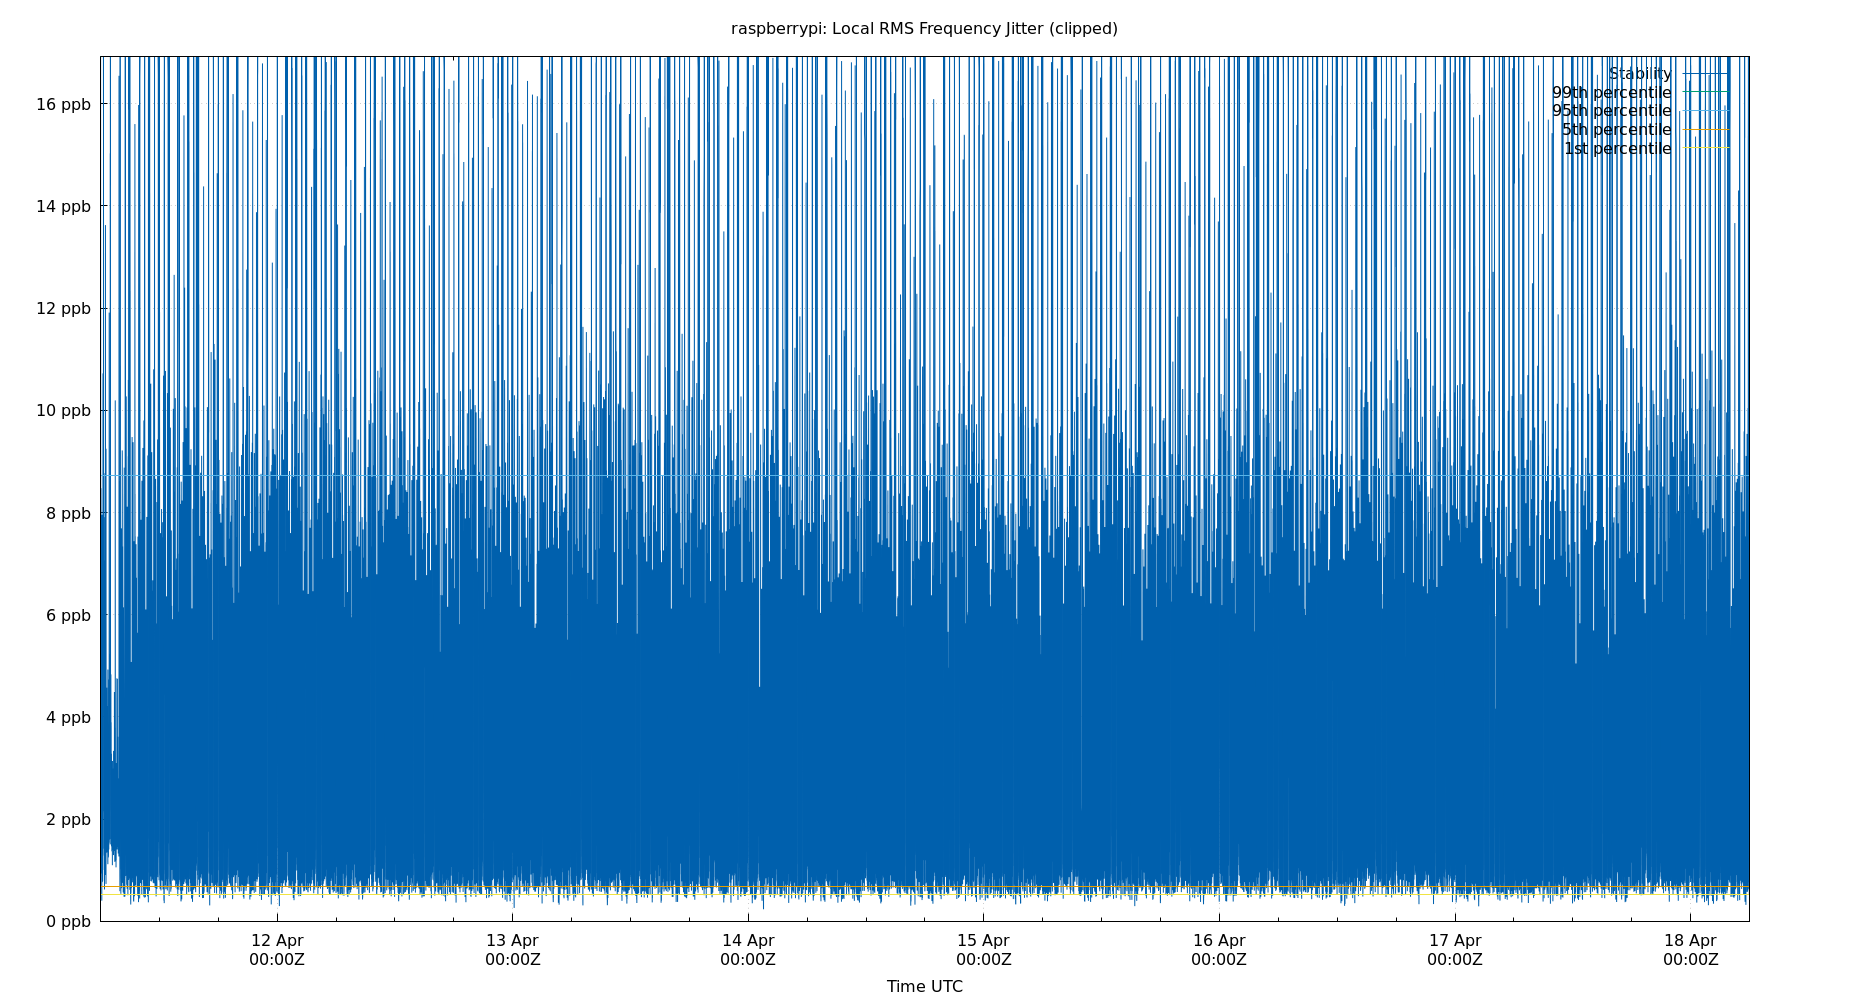 raspberrypi: Local RMS Frequency Jitter (clipped)
Stability
99th percentile
95th percentile
5th percentile
1st percentile
16 ppb
14 ppb
12 ppb
10 ppb
8 ppb
6 ppb
4 ppb
2 ppb
0 ppb
12 Apr 13 Apr 14 Apr 15 Apr 16 Apr 17 Apr 18 Apr
00:00Z 00:00Z 00:00Z 00:00Z 00:00Z 00:00Z 00:00Z
Time UTC